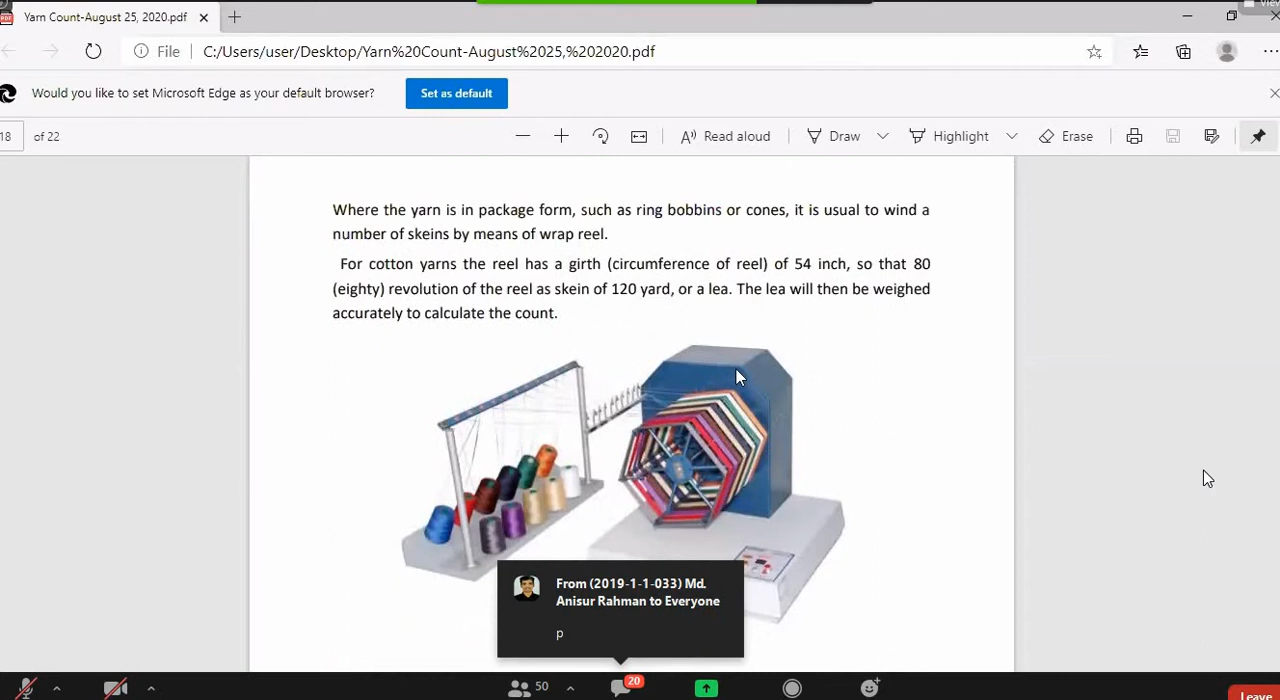 View
PDF
Yarn Count-August 25, 2020.pdf
File
C:/Users/user/Desktop/Yarn%20Count-August%2025,%202020.pdf
Would you like to set Microsoft Edge as your default browser?
Set as default
18 of 22
Read aloud
Draw
Highlight
Erase
Where the yarn is in package form, such as ring bobbins or cones, it is usual to wind a
number of skeins by means of wrap reel.
For cotton yarns the reel has a girth (circumference of reel) of 54 inch, so that 80
(eighty) revolution of the reel as skein of 120 yard, or a lea. The lea will then be weighed
accurately to calculate the count.
From (2019-1-1-033) Md.
Anisur Rahman to Everyone
p
50
20
Leave